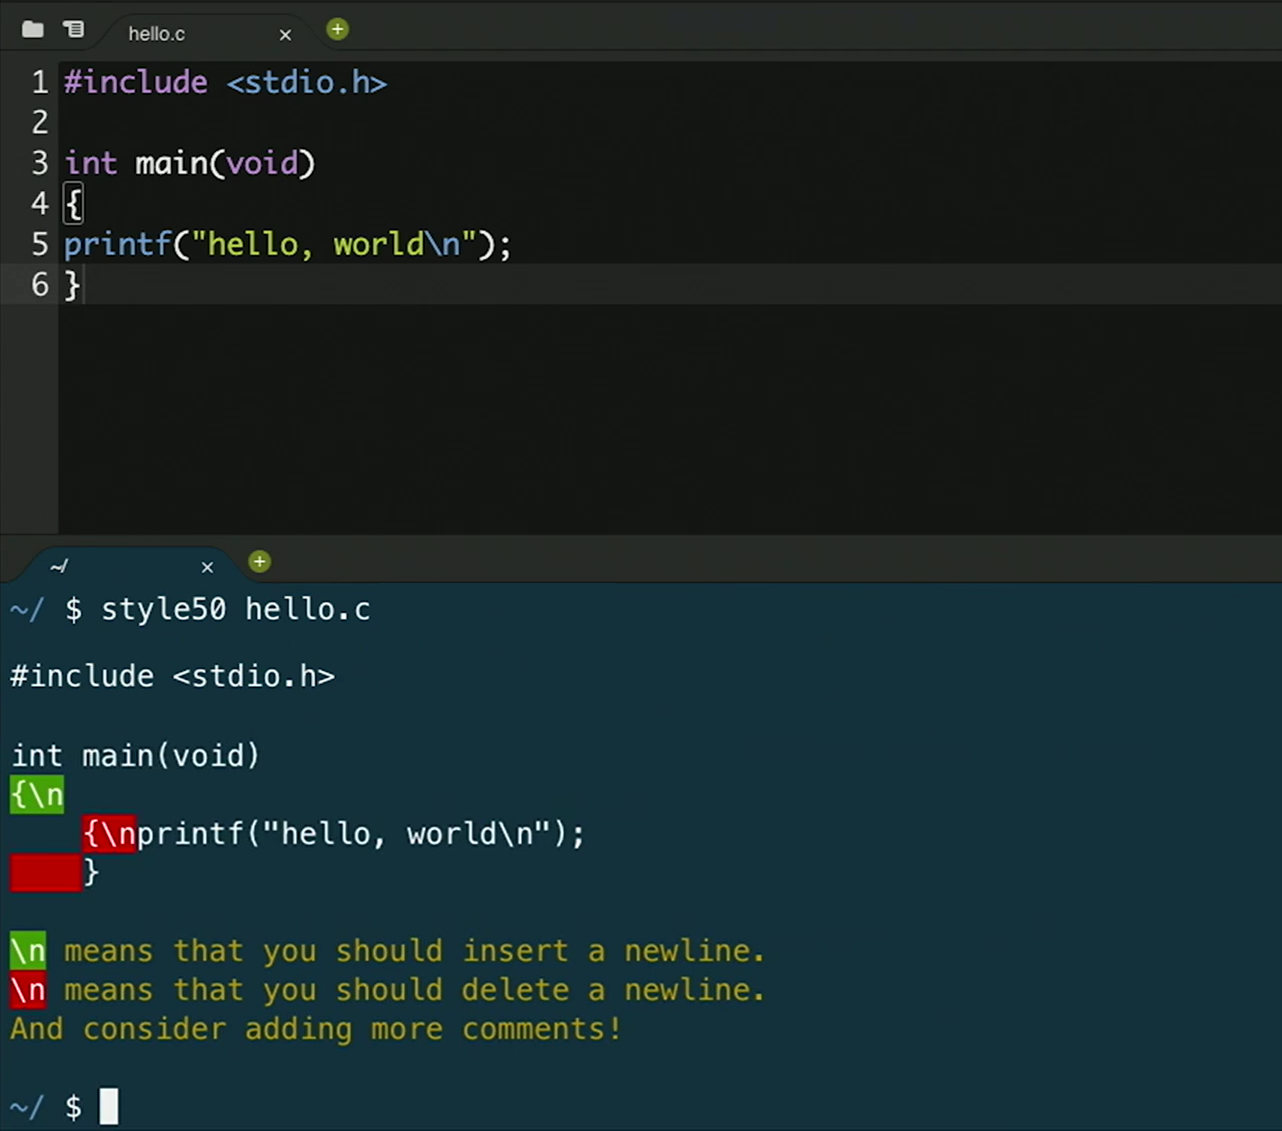 hello.c × +
1 #include <stdio.h>
2
3 int main(void)
4 {
5 printf("hello, world\n");
6 }
~/ × +
~/ $ style50 hello.c
#include <stdio.h>
int main(void)
{\n
{\nprintf("hello, world\n");
}
\n means that you should insert a newline.
\n means that you should delete a newline.
And consider adding more comments!
~/ $